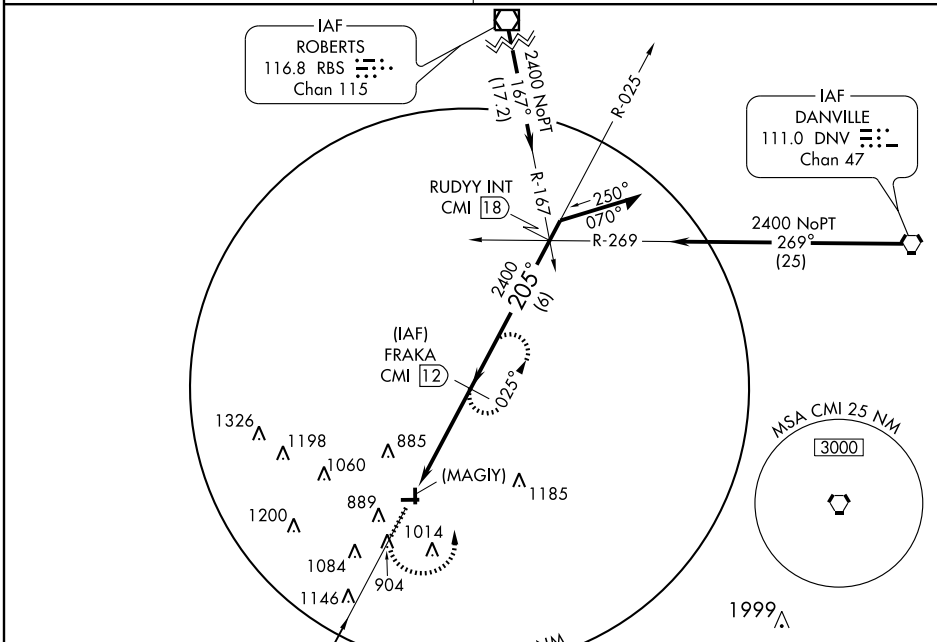 IAF
ROBERTS
116.8 RBS
Chan 115
2400 NoPT
167°
(17.2)
R-167
R-025
IAF
DANVILLE
111.0 DNV
Chan 47
RUDYY INT
CMI 18
250°
070°
R-269
2400 NoPT
269°
(25)
2400
205°
(6)
(IAF)
FRAKA
CMI 12
025°
1326
1198
1060
885
(MAGIY)
1185
889
1200
1014
1084
904
1146
MSA CMI 25 NM
3000
1999
NM